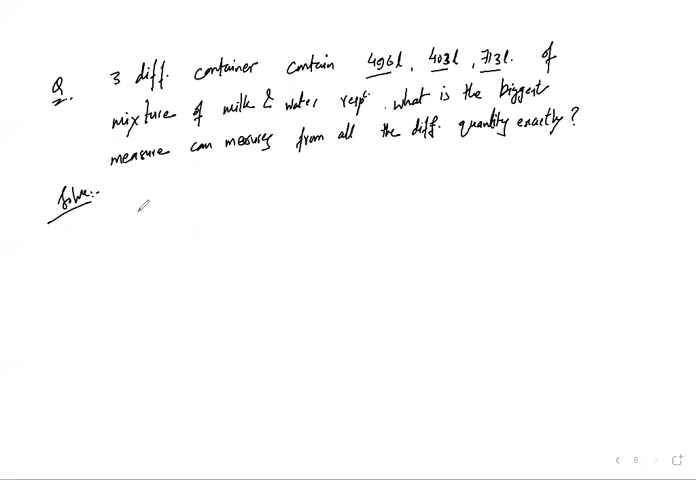 Q. 3 diff. container contain 496l, 403l, 713l. of
mixture of milk & water resp. what is the biggest
measure can measure from all the diff. quantity exactly?
Solve:-
6